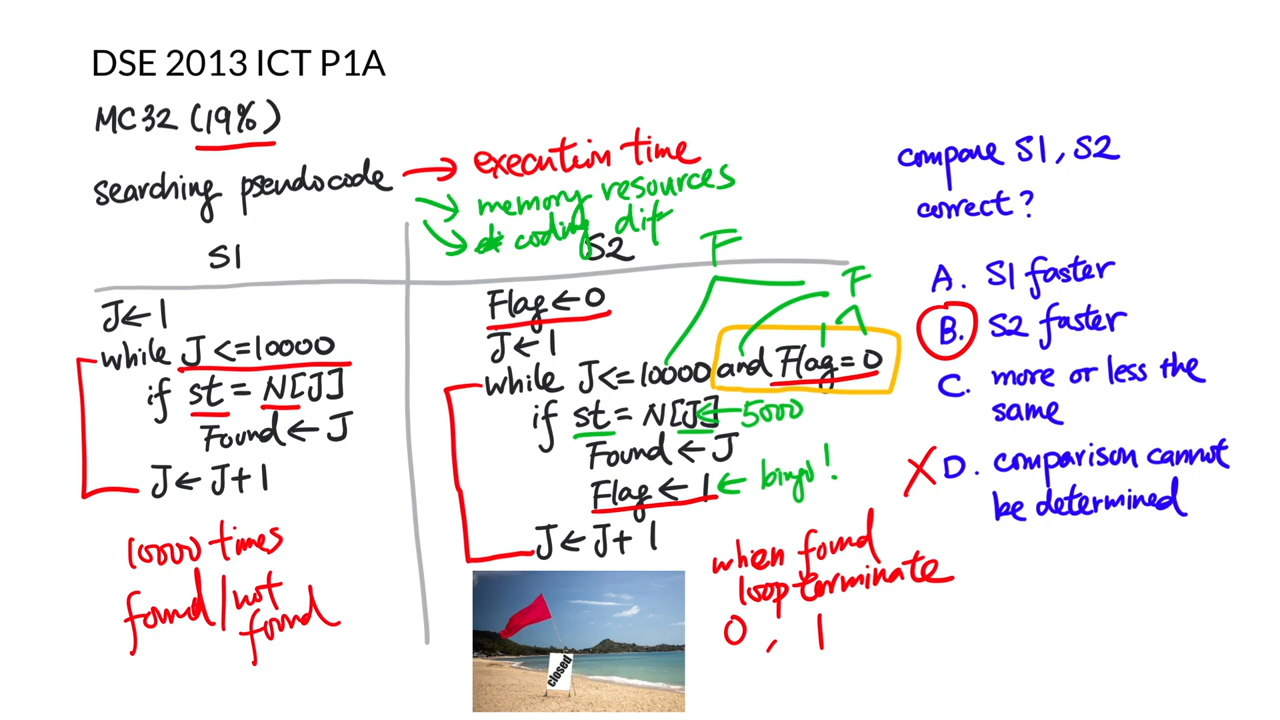 DSE 2013 ICT P1A
MC32 (19%)
searching pseudocode → execution time
→ memory resources
→ coding dif
S1
J←1
while J <=10000
if st = N[J]
Found ← J
J ← J+1
10000 times
found/not
found
S2
F
F
Flag ← 0
J ← 1
1
while J<=10000 and Flag = 0
if st = N[J] ← 5000
Found ← J
Flag ← 1 ← bingo!
J ← J+1
when found
loop terminate
0, 1
closed
compare S1, S2
correct?
A. S1 faster
B. S2 faster
C. more or less the
same
X D. comparison cannot
be determined